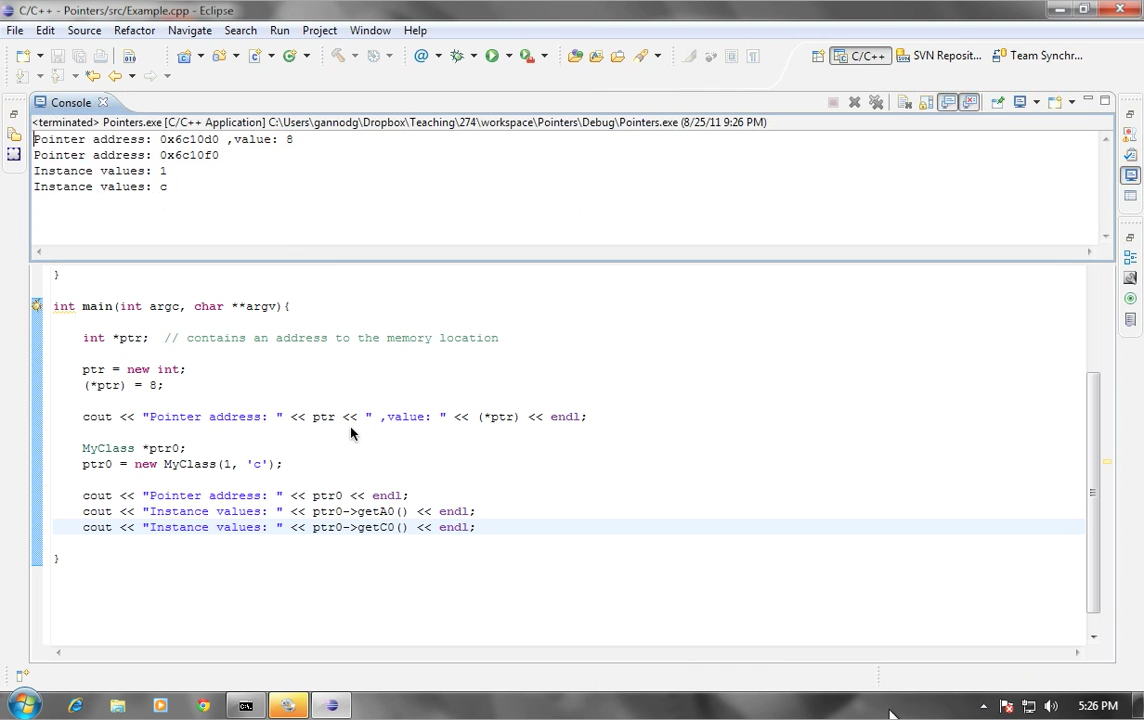 C/C++ - Pointers/src/Example.cpp - Eclipse
File Edit Source Refactor Navigate Search Run Project Window Help
C/C++ SVN Reposit... Team Synchr...
Console
<terminated> Pointers.exe [C/C++ Application] C:\Users\gannodg\Dropbox\Teaching\274\workspace\Pointers\Debug\Pointers.exe (8/25/11 9:26 PM)
Pointer address: 0x6c10d0 ,value: 8
Pointer address: 0x6c10f0
Instance values: 1
Instance values: c
}
int main(int argc, char **argv){
int *ptr; // contains an address to the memory location
ptr = new int;
(*ptr) = 8;
cout << "Pointer address: " << ptr << " ,value: " << (*ptr) << endl;
MyClass *ptr0;
ptr0 = new MyClass(1, 'c');
cout << "Pointer address: " << ptr0 << endl;
cout << "Instance values: " << ptr0->getA0() << endl;
cout << "Instance values: " << ptr0->getC0() << endl;
}
5:26 PM